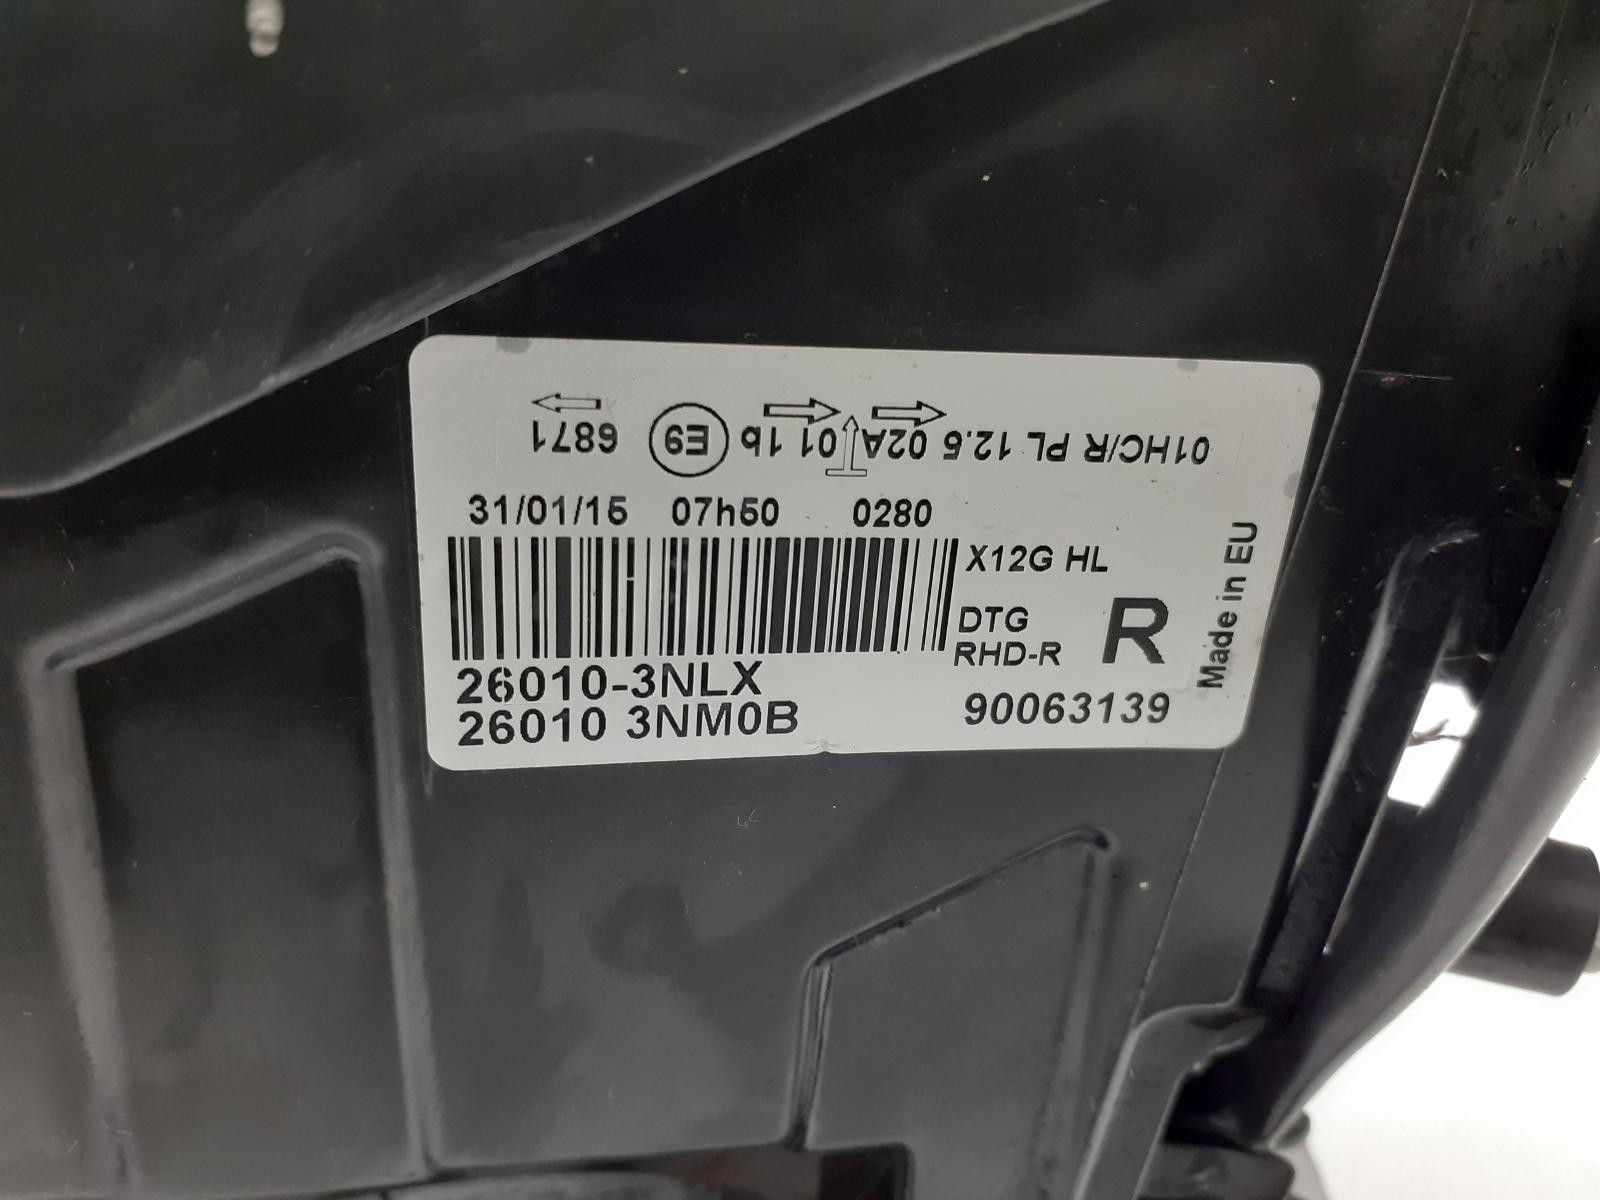 01HC/R PL 12.5 02A 01 1b E9 6871
31/01/15 07h50 0280
X12G HL
DTG
RHD-R
R
Made in EU
26010-3NLX
26010 3NM0B
90063139